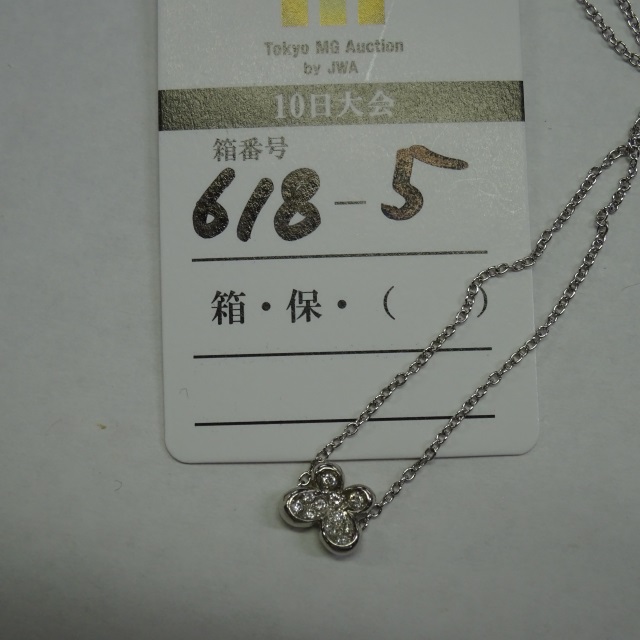 Tokyo MG Auction
by JWA
10日大会
箱番号
618-5
箱・保・（　　）